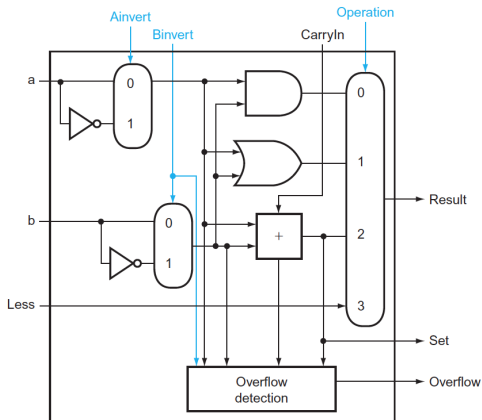 Ainvert
Binvert
CarryIn
Operation
a
0
1
0
1
b
0
1
+
2
Result
Less
3
Set
Overflow detection
Overflow